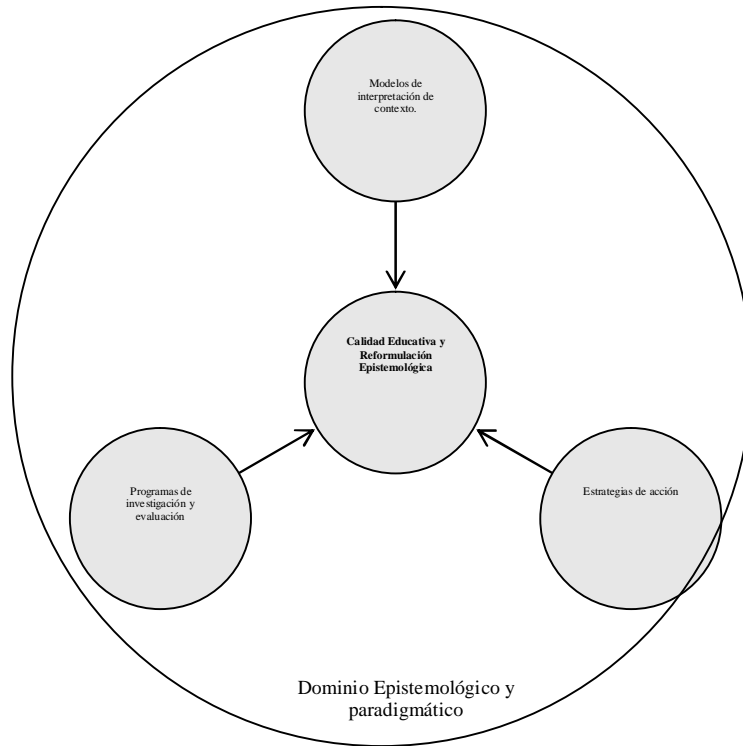 Modelos de
interpretación de
contexto.
Calidad Educativa y
Reformulación
Epistemológica
Programas de
investigación y
evaluación
Estrategias de acción
Dominio Epistemológico y
paradigmático